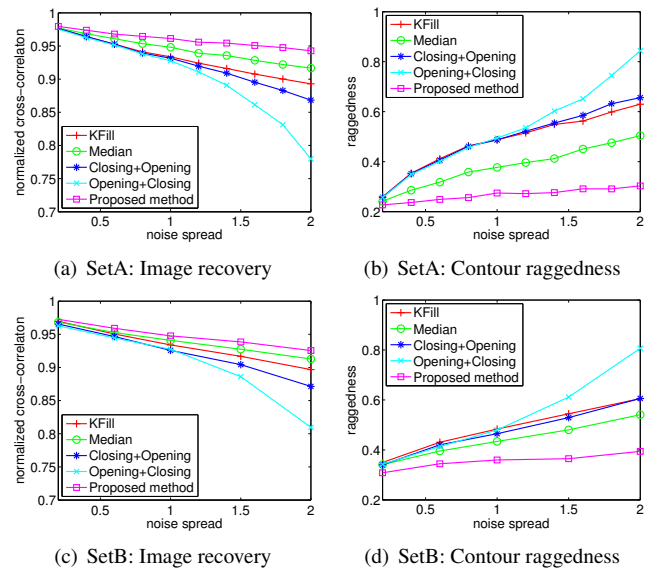 1
0.95
0.9
0.85
0.8
0.75
0.7
normalized cross−correlaton
KFill
Median
Closing+Opening
Opening+Closing
Proposed method
0.5 1 1.5 2
noise spread
(a) SetA: Image recovery
1
0.8
0.6
0.4
0.2
raggedness
KFill
Median
Closing+Opening
Opening+Closing
Proposed method
0.5 1 1.5 2
noise spread
(b) SetA: Contour raggedness
1
0.95
0.9
0.85
0.8
0.75
0.7
normalized cross−correlaton
KFill
Median
Closing+Opening
Opening+Closing
Proposed method
0.5 1 1.5 2
noise spread
(c) SetB: Image recovery
1
0.8
0.6
0.4
0.2
raggedness
KFill
Median
Closing+Opening
Opening+Closing
Proposed method
0.5 1 1.5 2
noise spread
(d) SetB: Contour raggedness